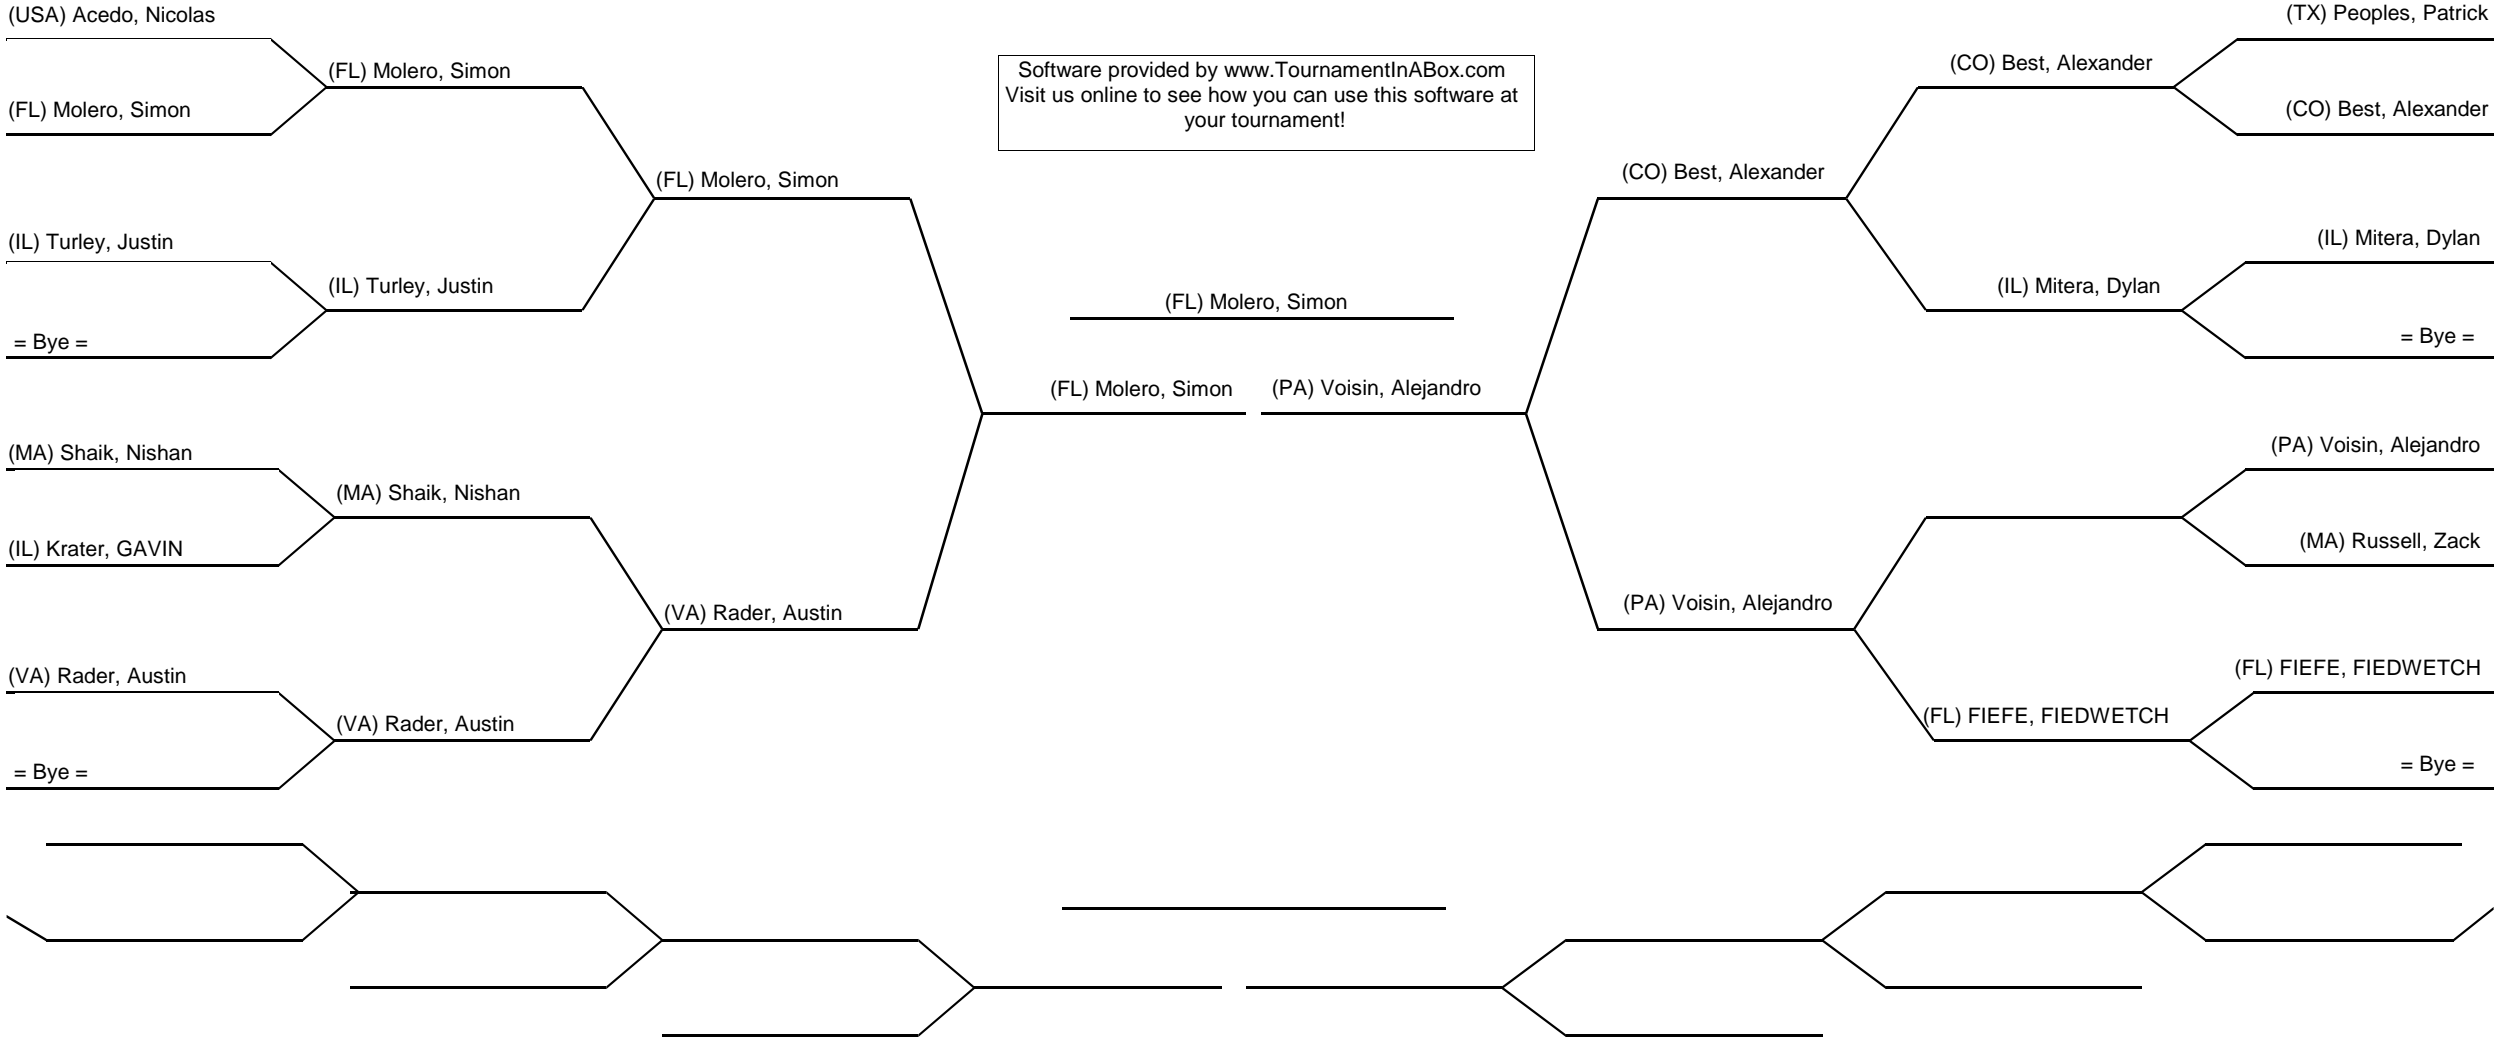 (USA) Acedo, Nicolas
(FL) Molero, Simon
(FL) Molero, Simon
(FL) Molero, Simon
(IL) Turley, Justin
(IL) Turley, Justin
= Bye =
(MA) Shaik, Nishan
(MA) Shaik, Nishan
(IL) Krater, GAVIN
(VA) Rader, Austin
(VA) Rader, Austin
(VA) Rader, Austin
= Bye =
Software provided by www.TournamentInABox.com
Visit us online to see how you can use this software at
your tournament!
(FL) Molero, Simon
(FL) Molero, Simon
(PA) Voisin, Alejandro
(TX) Peoples, Patrick
(CO) Best, Alexander
(CO) Best, Alexander
(CO) Best, Alexander
(IL) Mitera, Dylan
(IL) Mitera, Dylan
= Bye =
(PA) Voisin, Alejandro
(MA) Russell, Zack
(PA) Voisin, Alejandro
(FL) FIEFE, FIEDWETCH
(FL) FIEFE, FIEDWETCH
= Bye =